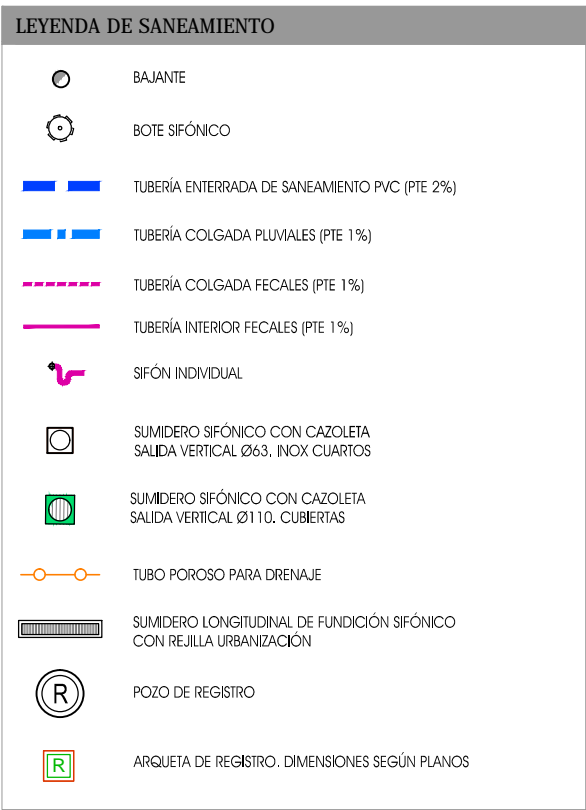 LEYENDA DE SANEAMIENTO
BAJANTE
BOTE SIFÓNICO
TUBERÍA ENTERRADA DE SANEAMIENTO PVC (PTE 2%)
TUBERÍA COLGADA PLUVIALES (PTE 1%)
TUBERÍA COLGADA FECALES (PTE 1%)
TUBERÍA INTERIOR FECALES (PTE 1%)
SIFÓN INDIVIDUAL
SUMIDERO SIFÓNICO CON CAZOLETA
SALIDA VERTICAL Ø63. INOX CUARTOS
SUMIDERO SIFÓNICO CON CAZOLETA
SALIDA VERTICAL Ø110. CUBIERTAS
TUBO POROSO PARA DRENAJE
SUMIDERO LONGITUDINAL DE FUNDICIÓN SIFÓNICO
CON REJILLA URBANIZACIÓN
R POZO DE REGISTRO
R ARQUETA DE REGISTRO. DIMENSIONES SEGÚN PLANOS